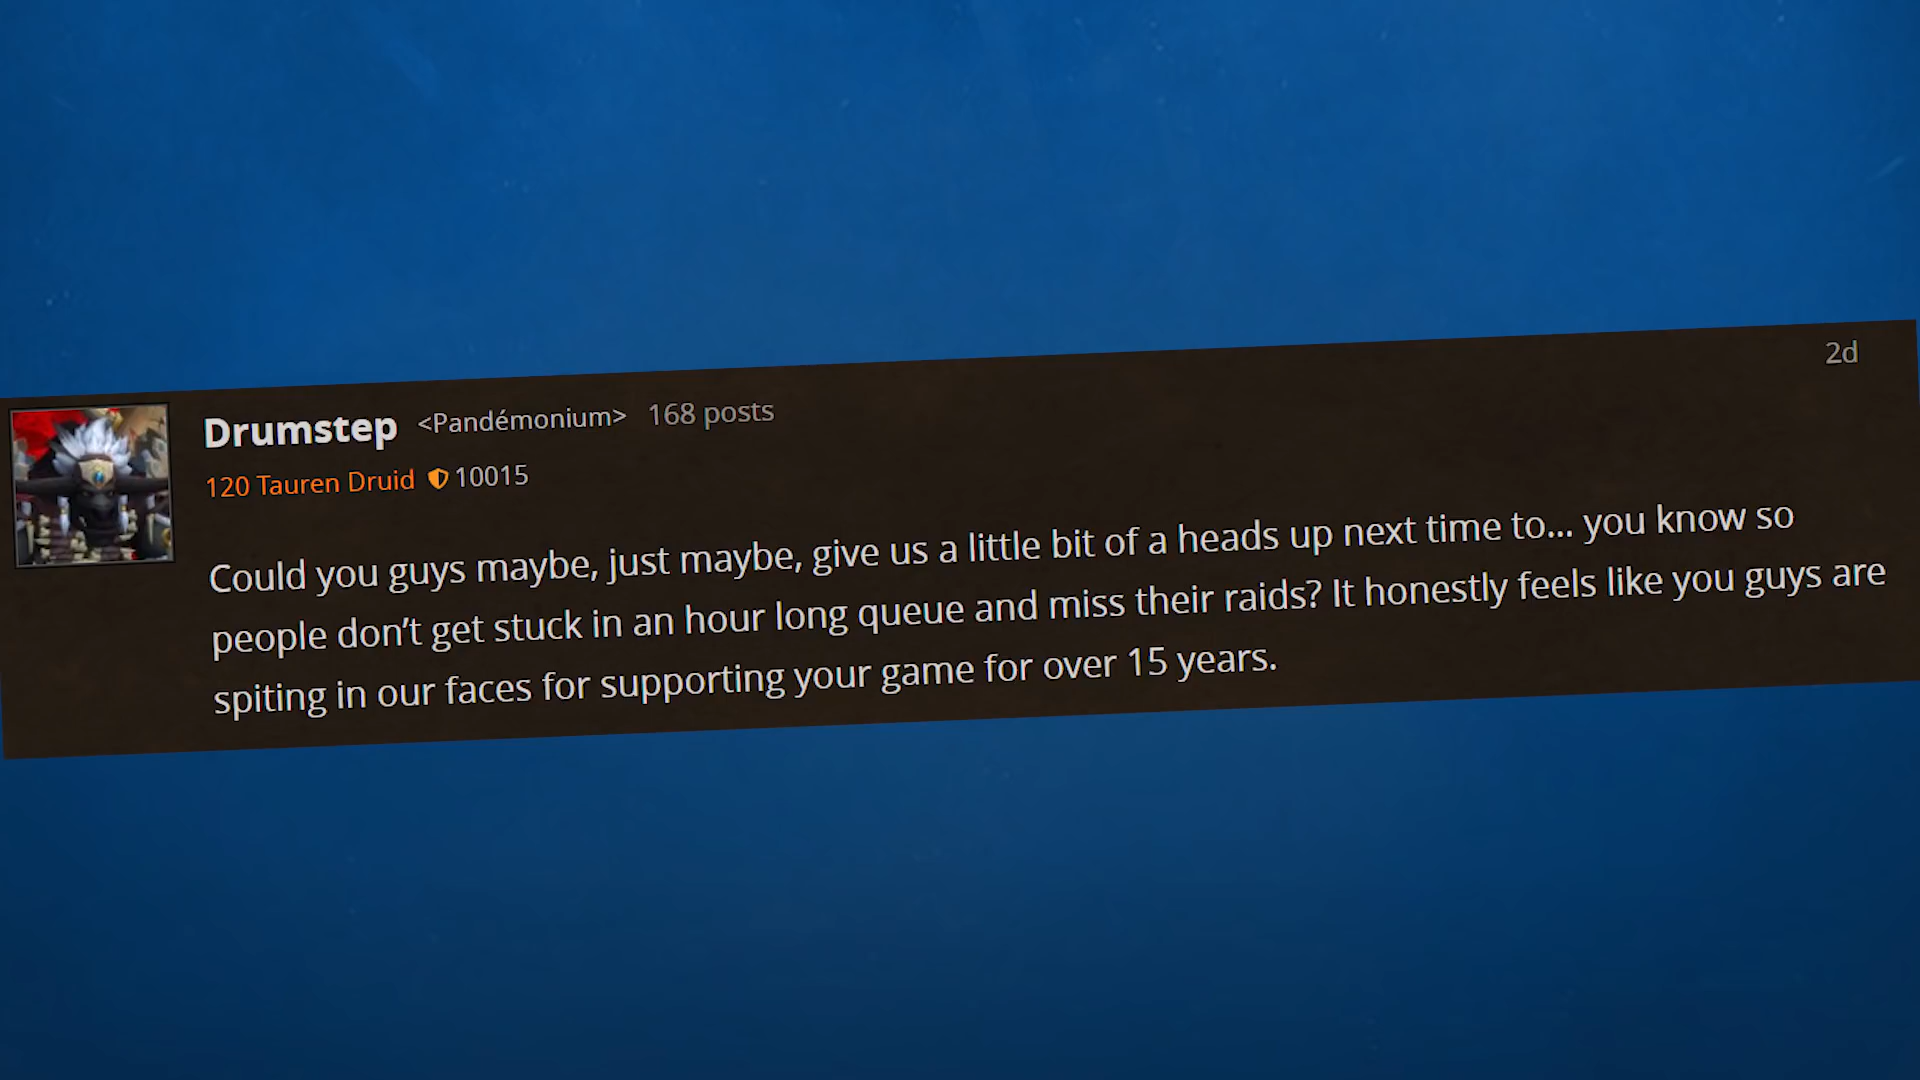 2d
Drumstep <Pandémonium> 168 posts
120 Tauren Druid 10015
Could you guys maybe, just maybe, give us a little bit of a heads up next time to... you know so
people don’t get stuck in an hour long queue and miss their raids? It honestly feels like you guys are
spiting in our faces for supporting your game for over 15 years.